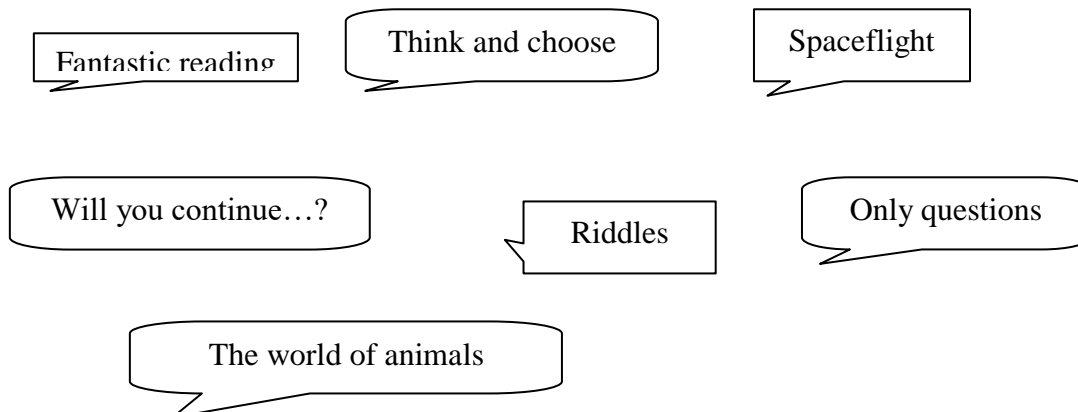 Fantastic reading
Think and choose
Spaceflight
Will you continue…?
Riddles
Only questions
The world of animals